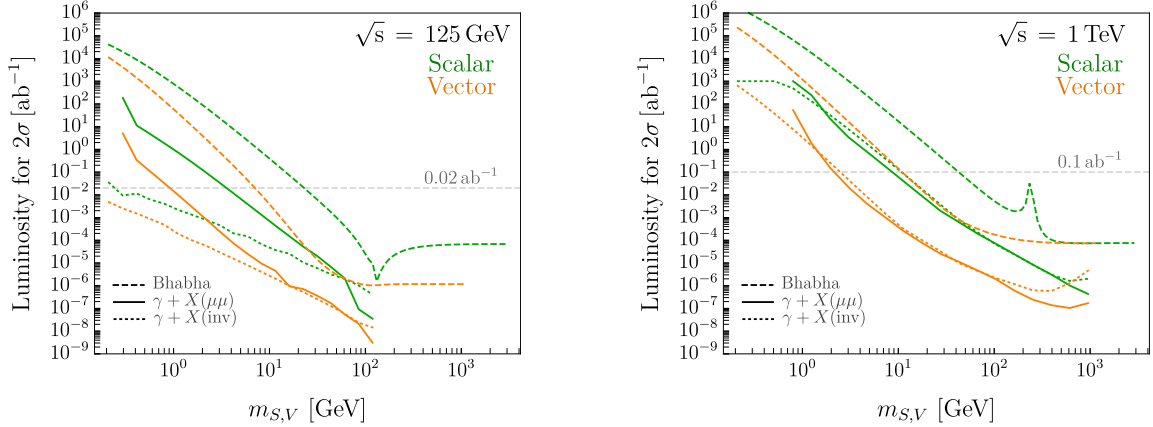 √s = 125 GeV
Scalar
Vector
0.02 ab⁻¹
Bhabha
γ + X(μμ)
γ + X(inv)
Luminosity for 2σ [ab⁻¹]
10⁶
10⁵
10⁴
10³
10²
10¹
10⁰
10⁻¹
10⁻²
10⁻³
10⁻⁴
10⁻⁵
10⁻⁶
10⁻⁷
10⁻⁸
10⁻⁹
10⁰ 10¹ 10² 10³
m_{S,V} [GeV]
√s = 1 TeV
Scalar
Vector
0.1 ab⁻¹
Bhabha
γ + X(μμ)
γ + X(inv)
Luminosity for 2σ [ab⁻¹]
10⁶
10⁵
10⁴
10³
10²
10¹
10⁰
10⁻¹
10⁻²
10⁻³
10⁻⁴
10⁻⁵
10⁻⁶
10⁻⁷
10⁻⁸
10⁻⁹
10⁰ 10¹ 10² 10³
m_{S,V} [GeV]